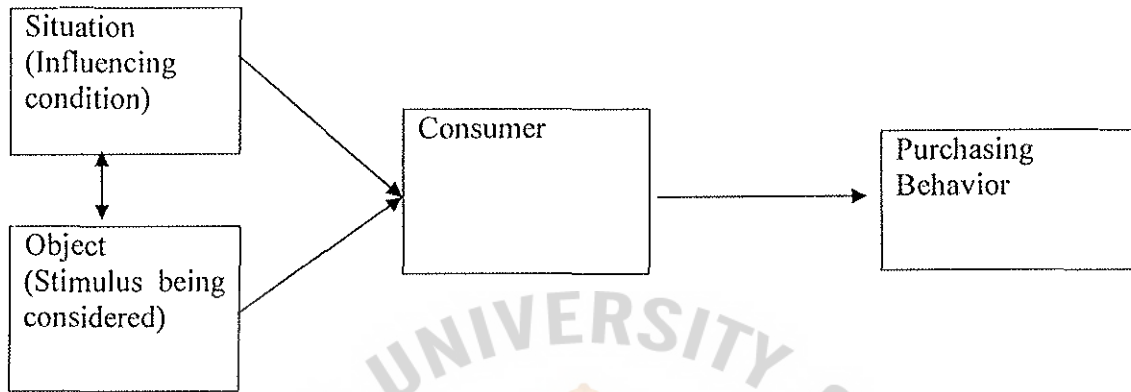 Situation
(Influencing
condition)
Consumer
Purchasing
Behavior
Object
(Stimulus being
considered)
UNIVERSITY